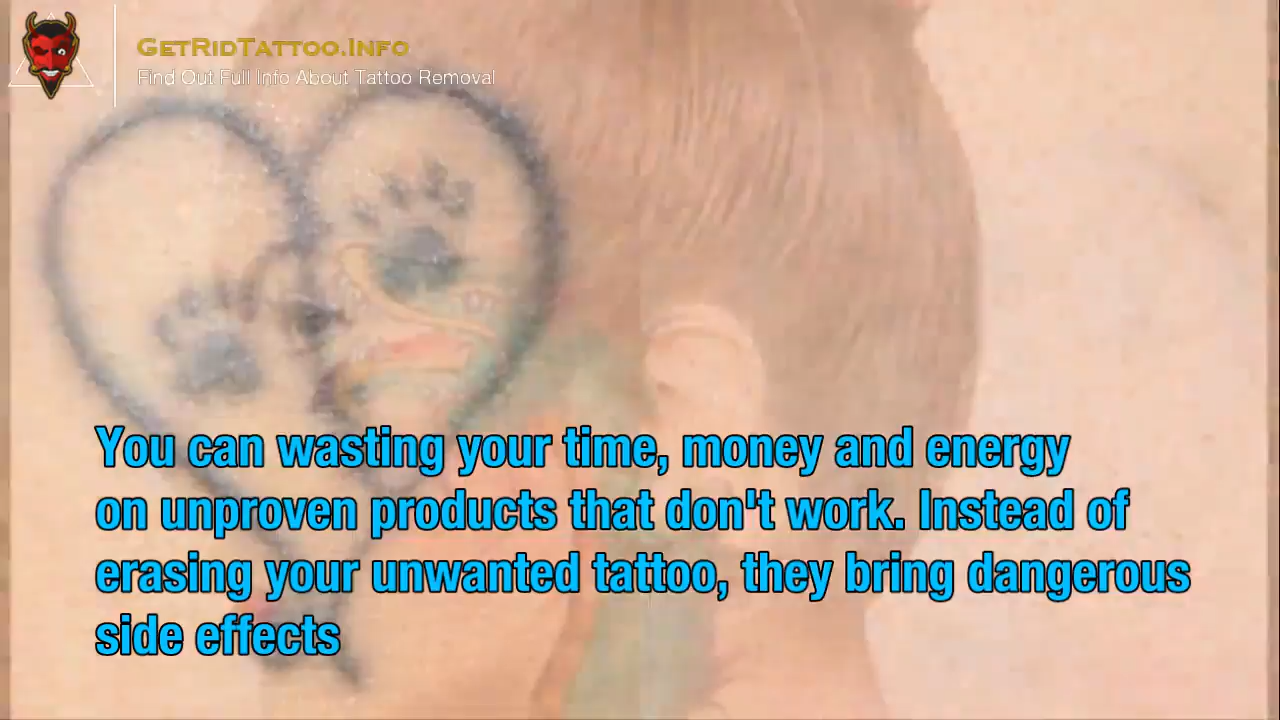 GetRidTattoo.Info
Find Out Full Info About Tattoo Removal
You can wasting your time, money and energy
on unproven products that don't work. Instead of
erasing your unwanted tattoo, they bring dangerous
side effects